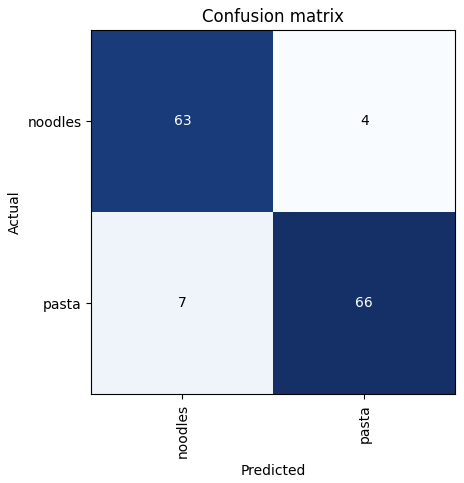 Confusion matrix
Actual
noodles
63
4
pasta
7
66
noodles
pasta
Predicted